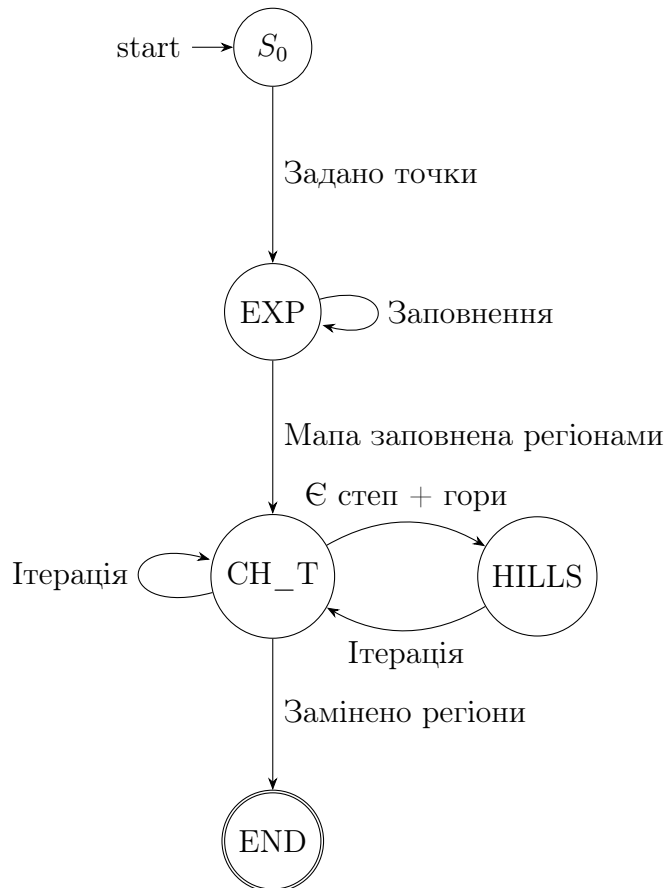 start
S₀
Задано точки
EXP
Заповнення
Мапа заповнена регіонами
Є степ + гори
Ітерація
CH_T
HILLS
Ітерація
Замінено регіони
END